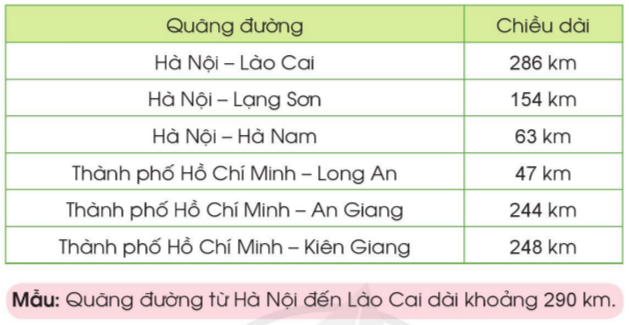 Quãng đường Chiều dài
Hà Nội – Lào Cai 286 km
Hà Nội – Lạng Sơn 154 km
Hà Nội – Hà Nam 63 km
Thành phố Hồ Chí Minh – Long An 47 km
Thành phố Hồ Chí Minh – An Giang 244 km
Thành phố Hồ Chí Minh – Kiên Giang 248 km
Mẫu: Quãng đường từ Hà Nội đến Lào Cai dài khoảng 290 km.